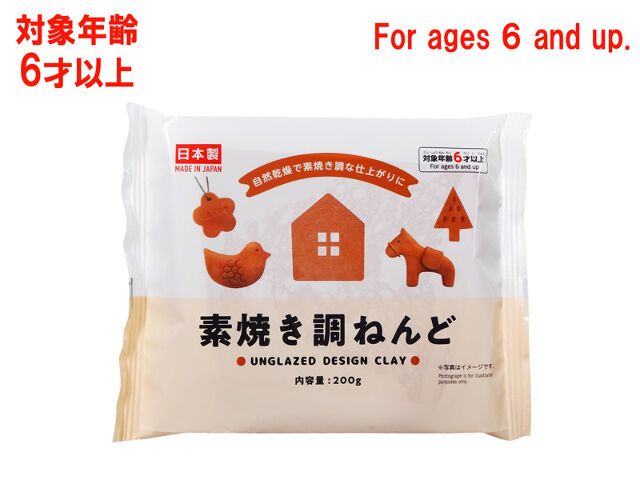 対象年齢
6才以上
For ages 6 and up.
日本製
MADE IN JAPAN
自然乾燥で素焼き調な仕上がりに
対象年齢6才以上
For ages 6 and up
素焼き調ねんど
UNGLAZED DESIGN CLAY
内容量:200g
※写真はイメージです。
Photograph is for illustrative
purposes only.